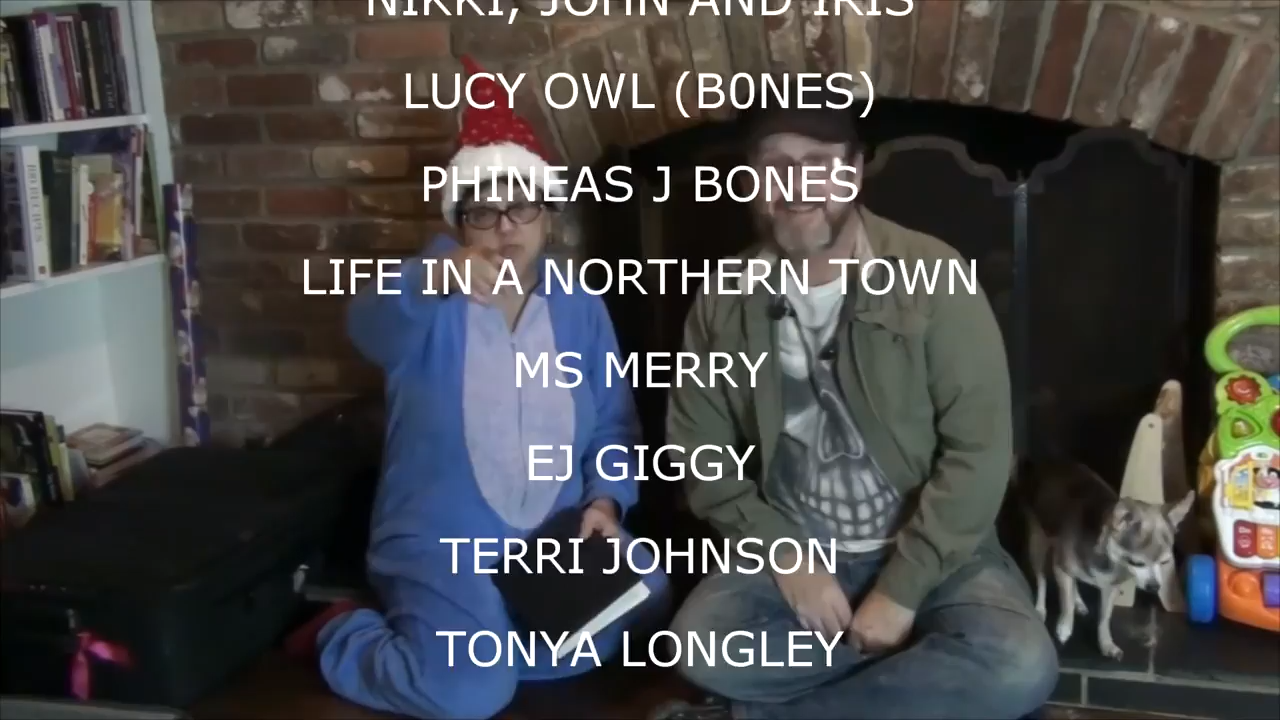 NIKKI, JOHN AND IRIS
LUCY OWL (B0NES)
PHINEAS J BONES
LIFE IN A NORTHERN TOWN
MS MERRY
EJ GIGGY
TERRI JOHNSON
TONYA LONGLEY